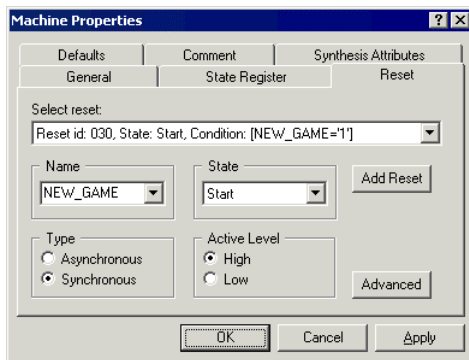 Machine Properties
Defaults Comment Synthesis Attributes
General State Register Reset
Select reset:
Reset id: 030, State: Start, Condition: [NEW_GAME='1']
Name State
NEW_GAME Start Add Reset
Type Active Level
Asynchronous High
Synchronous Low Advanced
OK Cancel Apply